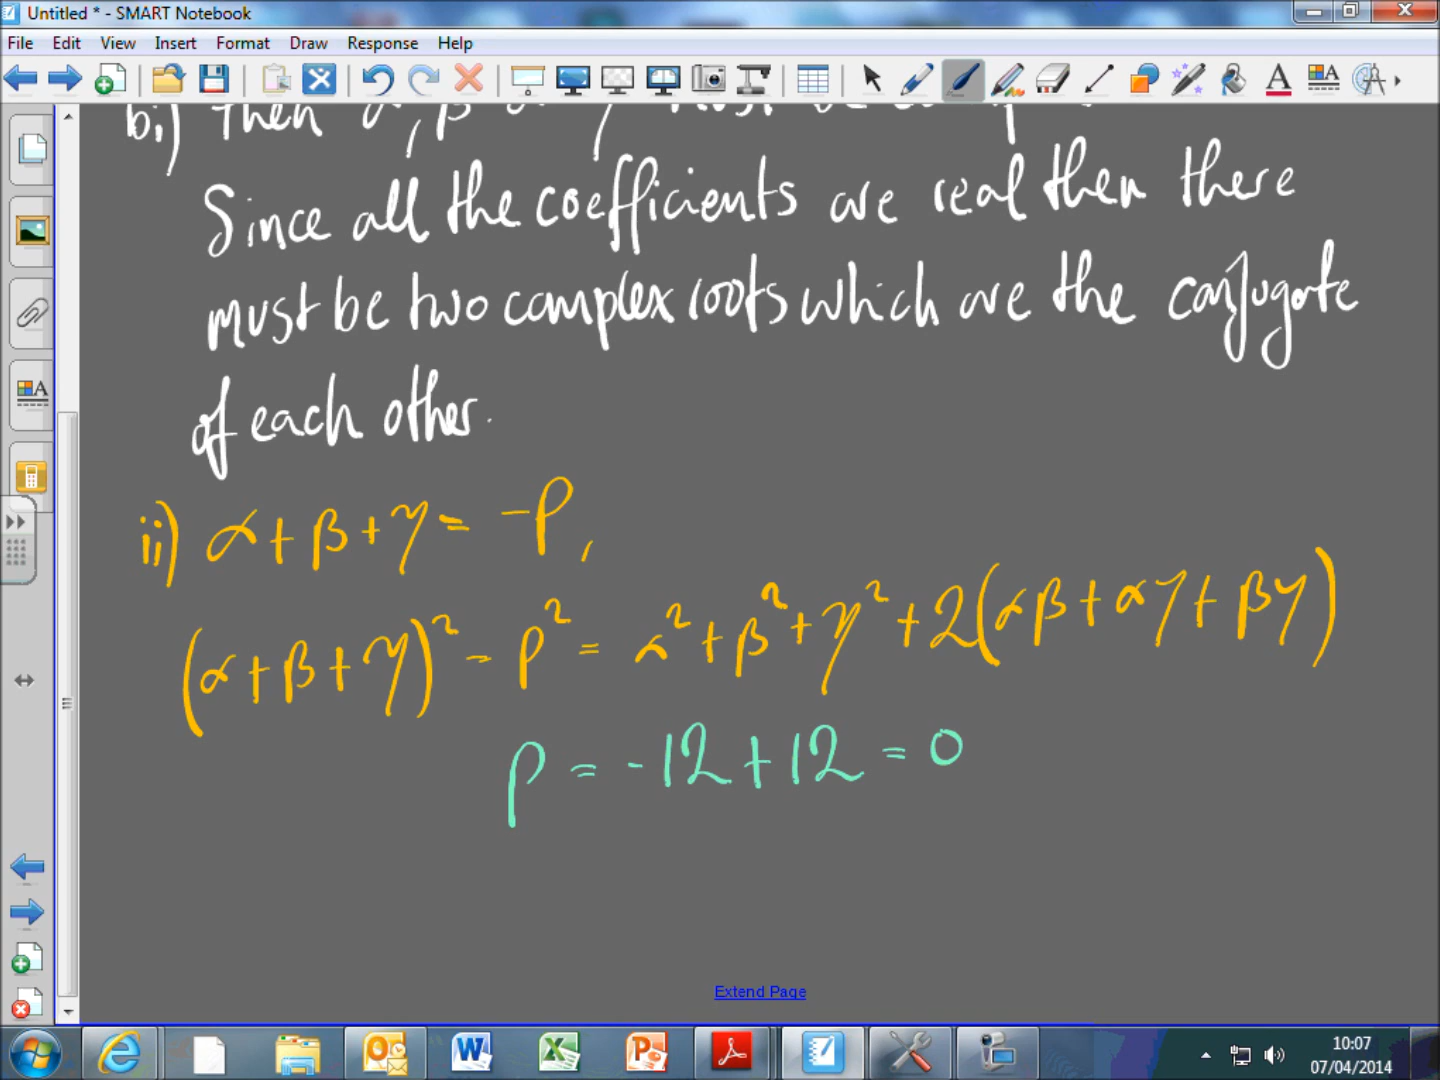 Untitled * - SMART Notebook
File Edit View Insert Format Draw Response Help
bi) Then α, β
Since all the coefficients are real then there
must be two complex roots which are the conjugate
of each other.
ii) α + β + γ = -p,
(α + β + γ)² = p² = α² + β² + γ² + 2(αβ + αγ + βγ)
p = -12 + 12 = 0
Extend Page
10:07
07/04/2014